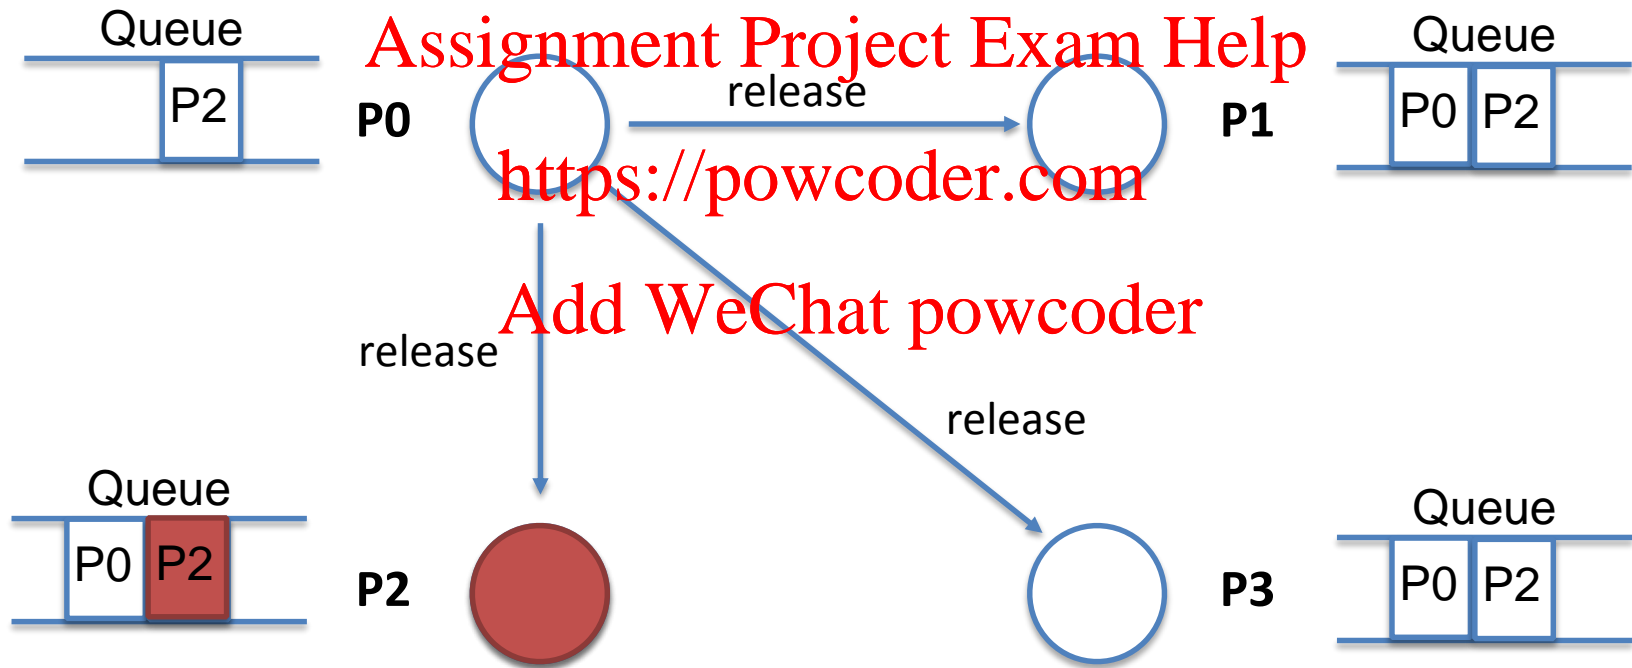 Queue
Assignment Project Exam Help
Queue
P2
P0
release
P1
P0 P2
https://powcoder.com
Add WeChat powcoder
release
release
Queue
Queue
P0 P2
P2
P3
P0 P2